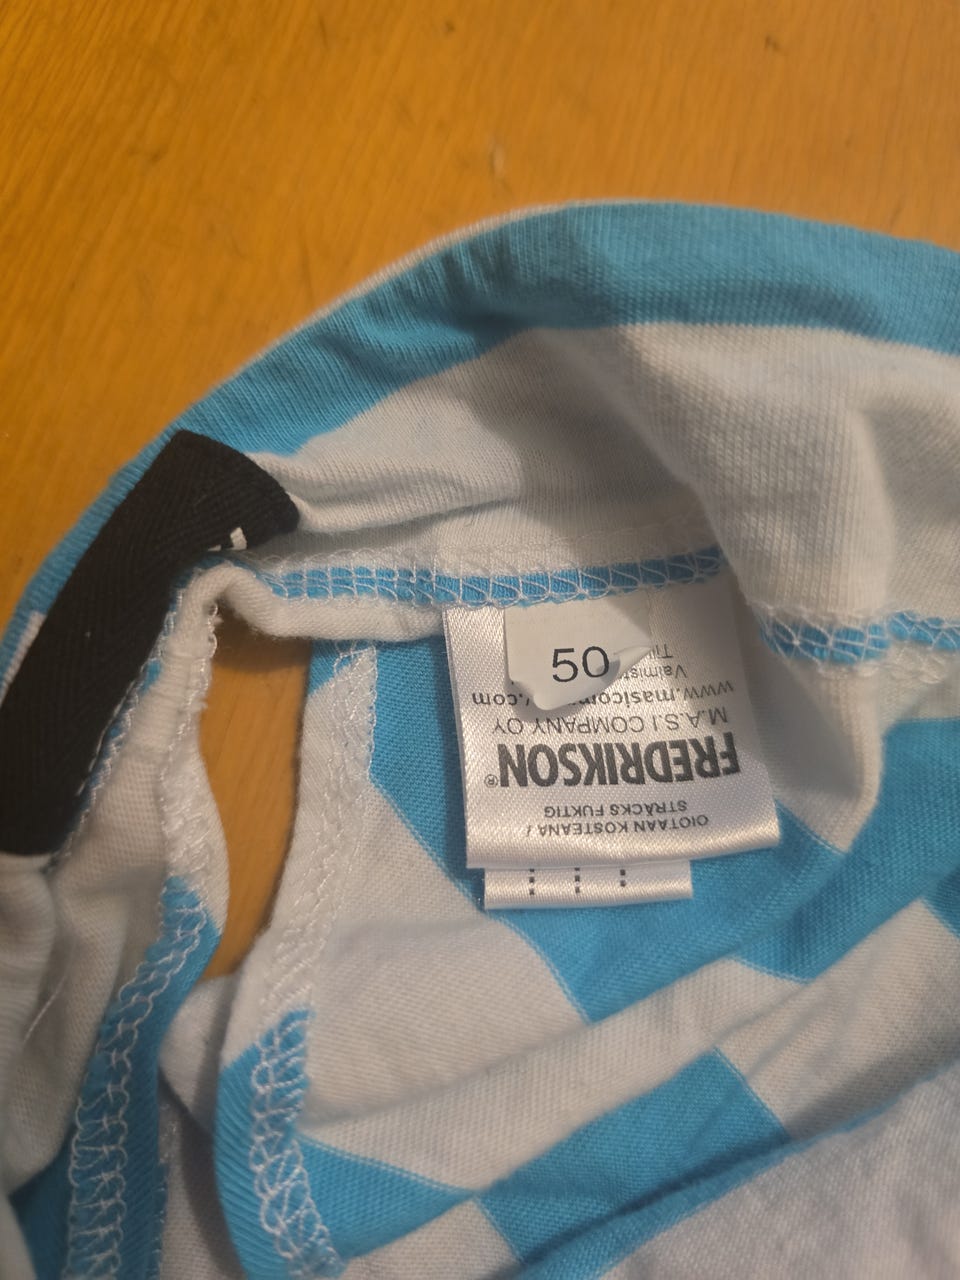 50
OIOTAAN KOSTEANA /
STRÄCKS FUKTIG
FREDRIKSON®
M.A.S.I COMPANY OY